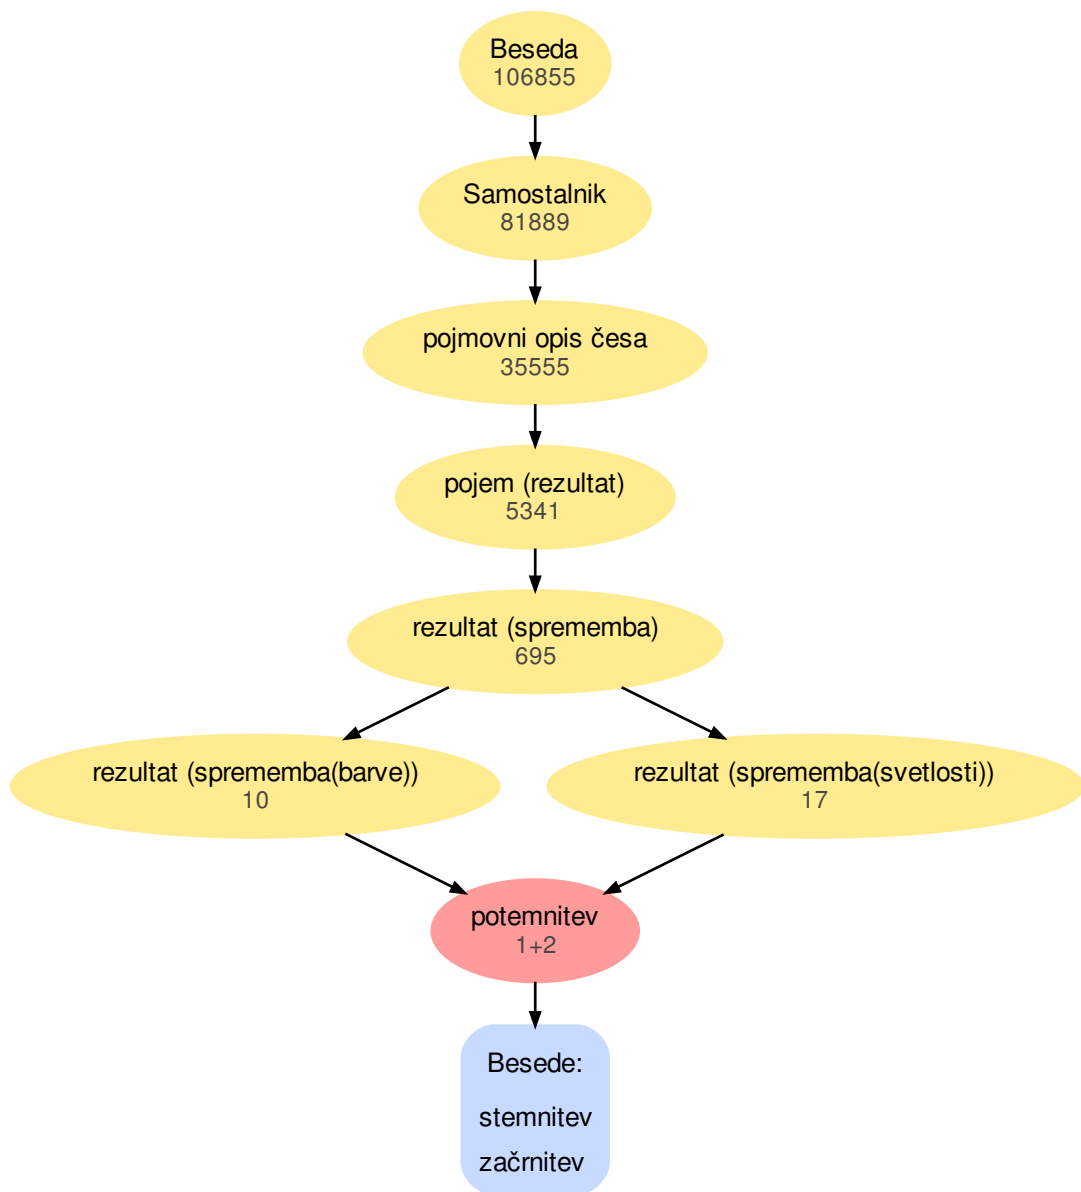 Beseda
106855
Samostalnik
81889
pojmovni opis česa
35555
pojem (rezultat)
5341
rezultat (sprememba)
695
rezultat (sprememba(barve))
10
rezultat (sprememba(svetlosti))
17
potemnitev
1+2
Besede:
stemnitev
začrnitev